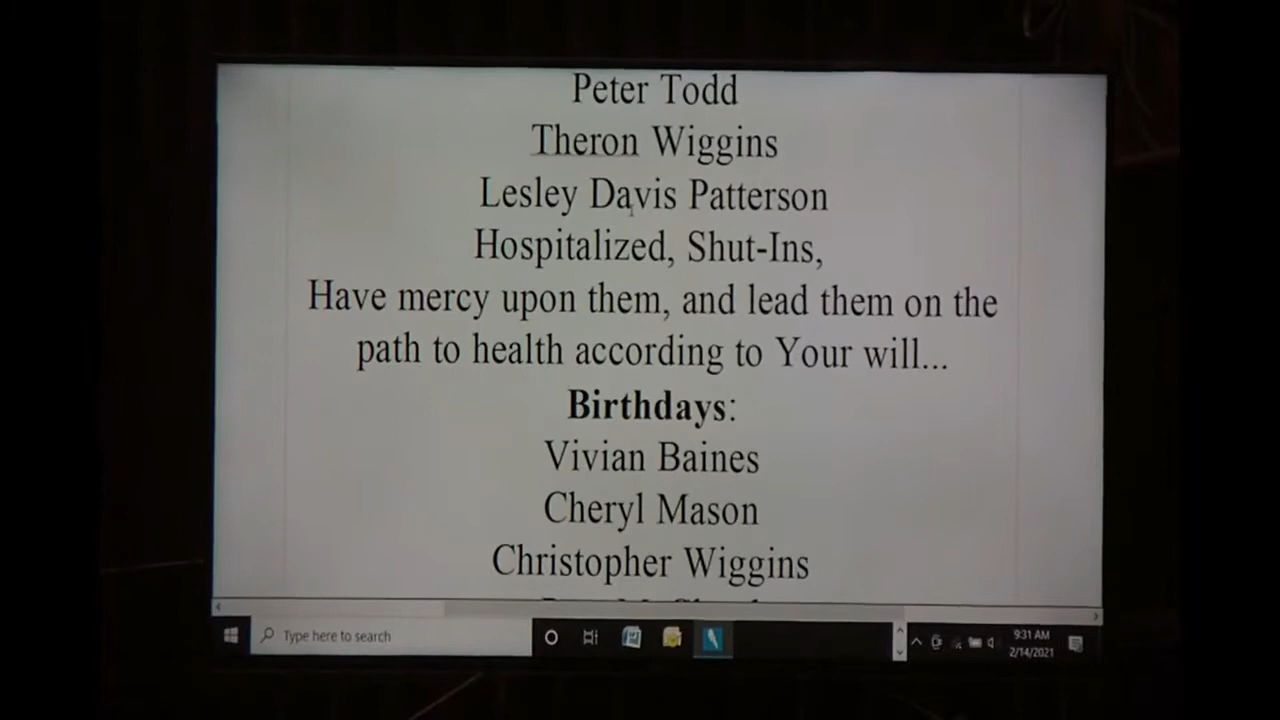 Peter Todd
Theron Wiggins
Lesley Davis Patterson
Hospitalized, Shut-Ins,
Have mercy upon them, and lead them on the
path to health according to Your will...
Birthdays:
Vivian Baines
Cheryl Mason
Christopher Wiggins
Type here to search
9:31 AM
2/14/2021